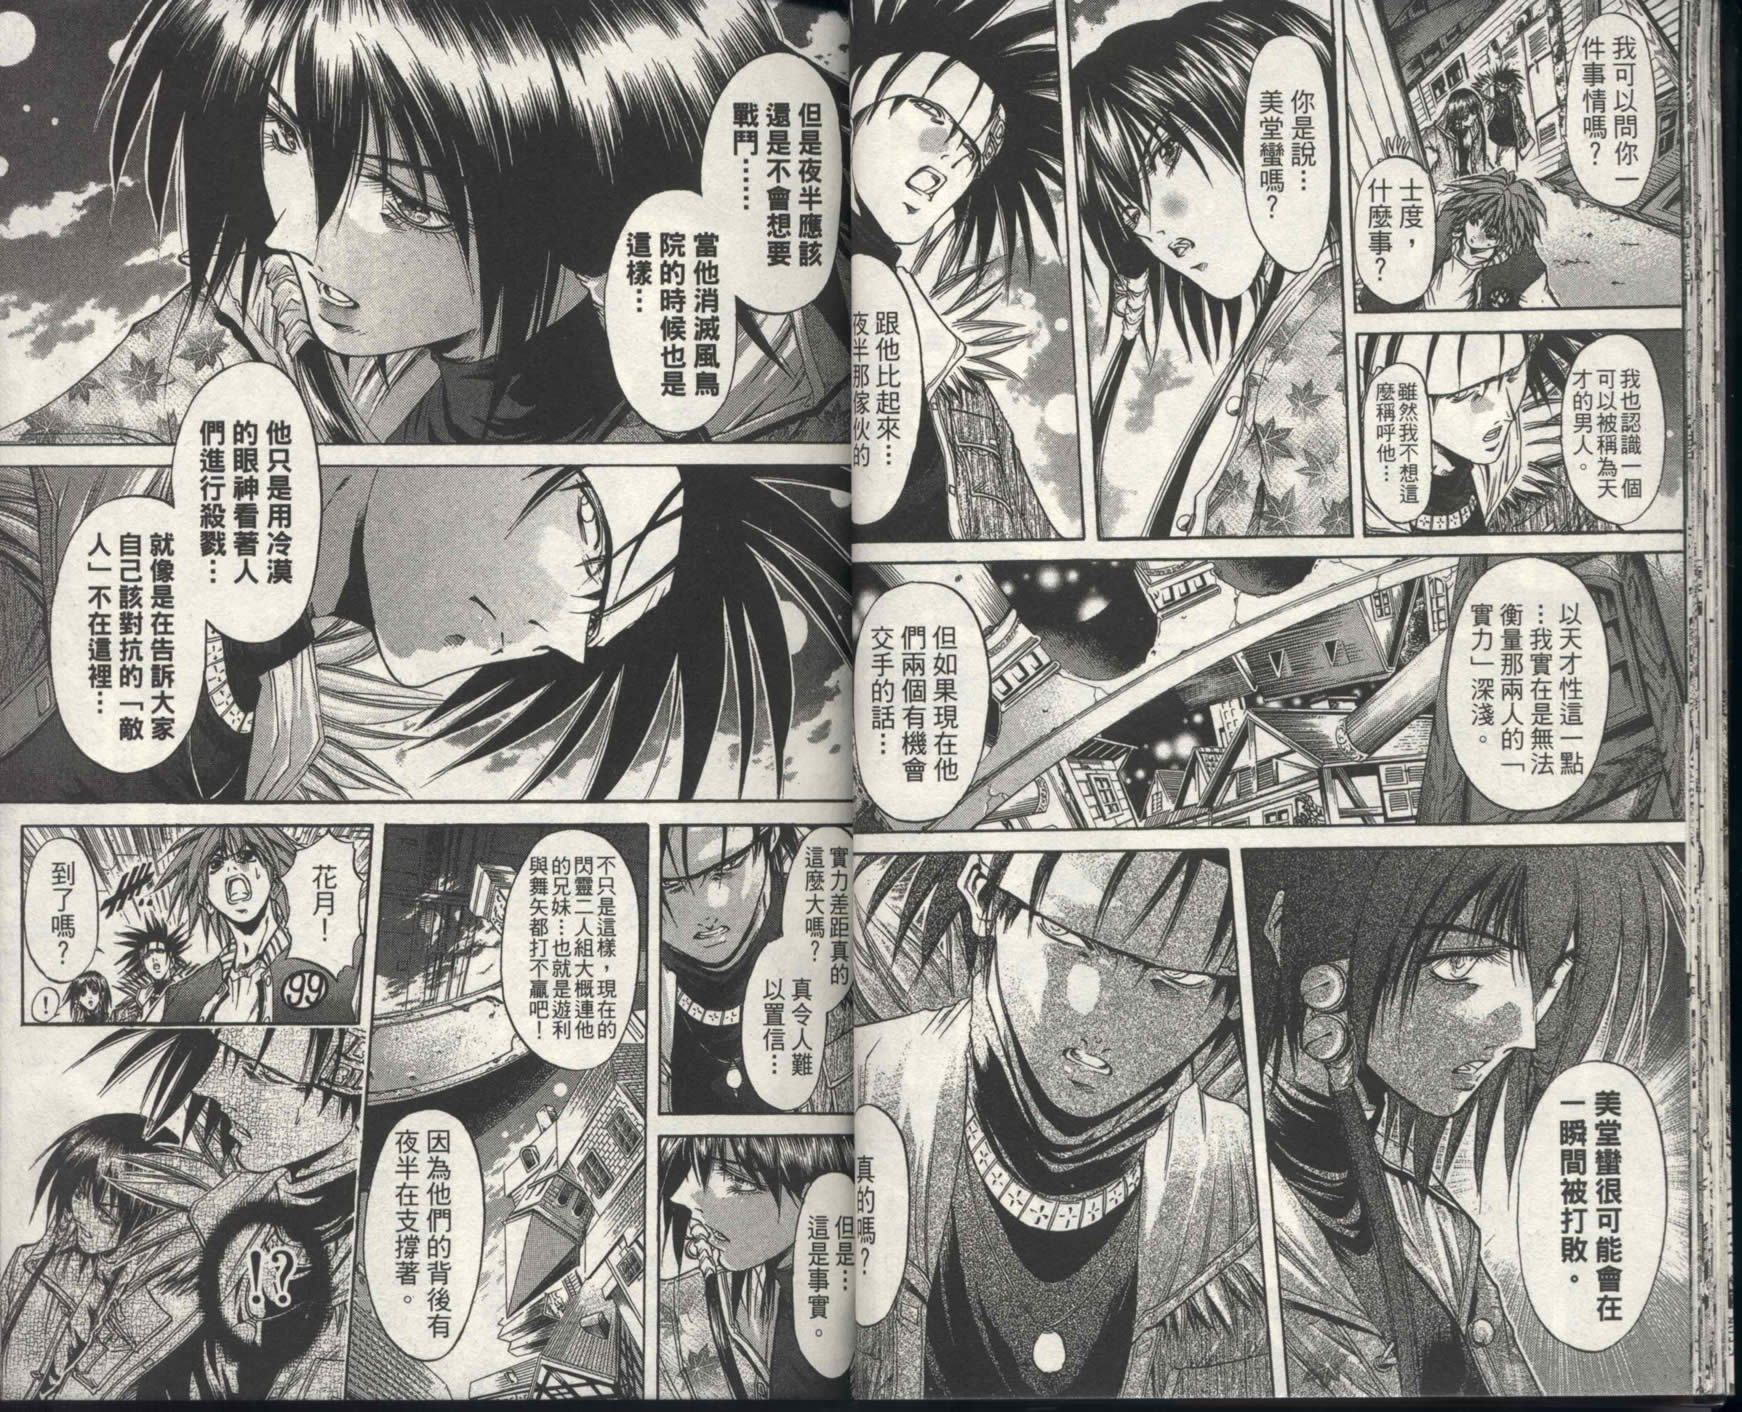 我可以問你一
件事情嗎？
士度，
什麼事？
我也認識一個
可以被稱為天
才的男人。
雖然我不想這
麼稱呼他…
你是說…
美堂蠻嗎？
跟他比起來…
夜半那傢伙的
以天才性這一點
…我實在是無法
衡量那兩人的「
實力」深淺。
但如果現在他
們兩個有機會
交手的話…
美堂蠻很可能會在
一瞬間被打敗。
真的嗎？
但是夜半應該
還是不會想要
戰鬥……
當他消滅風鳥
院的時候也是
這樣…
他只是用冷漠
的眼神看著人
們進行殺戮…
就像是在告訴大家
自己該對抗的「敵
人」不在這裡…
實力差距真的
這麼大嗎？
真令人難
以置信…
但是…
這是事實。
不只是這樣，現在的
閃靈二人組大概連他
的兄妹…也就是遊利
與舞矢都打不贏吧！
因為他們的背後有
夜半在支撐著。
花月！
到了嗎？
99
！
！？